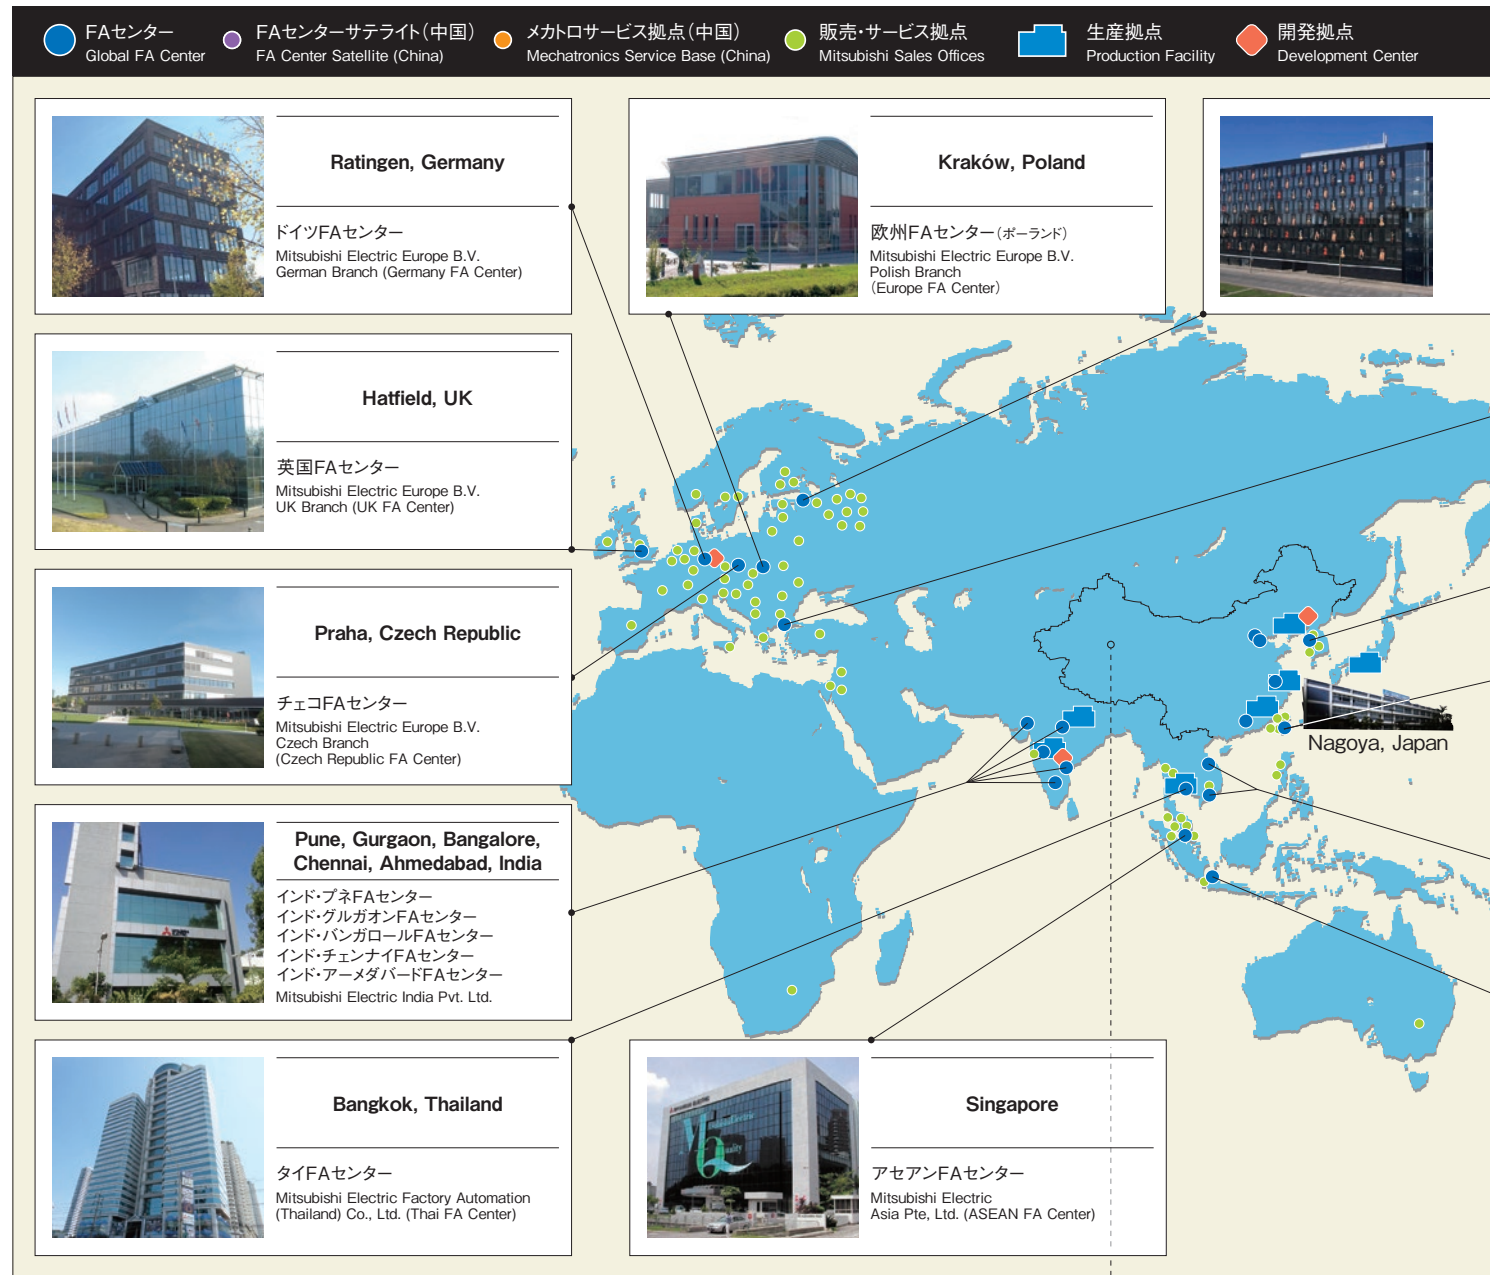 FAセンター
Global FA Center
FAセンターサテライト(中国)
FA Center Satellite (China)
メカトロサービス拠点(中国)
Mechatronics Service Base (China)
販売・サービス拠点
Mitsubishi Sales Offices
生産拠点
Production Facility
開発拠点
Development Center
Ratingen, Germany
ドイツFAセンター
Mitsubishi Electric Europe B.V.
German Branch (Germany FA Center)
Kraków, Poland
欧州FAセンター(ポーランド)
Mitsubishi Electric Europe B.V.
Polish Branch
(Europe FA Center)
Hatfield, UK
英国FAセンター
Mitsubishi Electric Europe B.V.
UK Branch (UK FA Center)
Praha, Czech Republic
チェコFAセンター
Mitsubishi Electric Europe B.V.
Czech Branch
(Czech Republic FA Center)
Nagoya, Japan
Pune, Gurgaon, Bangalore,
Chennai, Ahmedabad, India
インド・プネFAセンター
インド・グルガオンFAセンター
インド・バンガロールFAセンター
インド・チェンナイFAセンター
インド・アーメダバードFAセンター
Mitsubishi Electric India Pvt. Ltd.
Bangkok, Thailand
タイFAセンター
Mitsubishi Electric Factory Automation
(Thailand) Co., Ltd. (Thai FA Center)
Singapore
アセアンFAセンター
Mitsubishi Electric
Asia Pte, Ltd. (ASEAN FA Center)